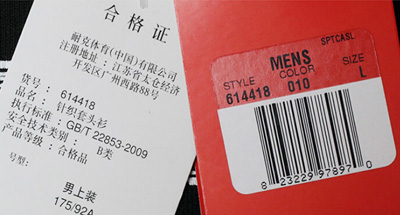 合格证
耐克体育(中国)有限公司
注册地址:江苏省太仓经济
开发区广州西路88号
货号: 614418
品名: 针织套头衫
执行标准: GB/T 22853-2009
安全技术类别: B类
产品等级: 合格品
号型:
男上装
175/92A
SPTCASL
MENS
STYLE COLOR SIZE
614418 010 L
8 23229 97897 0